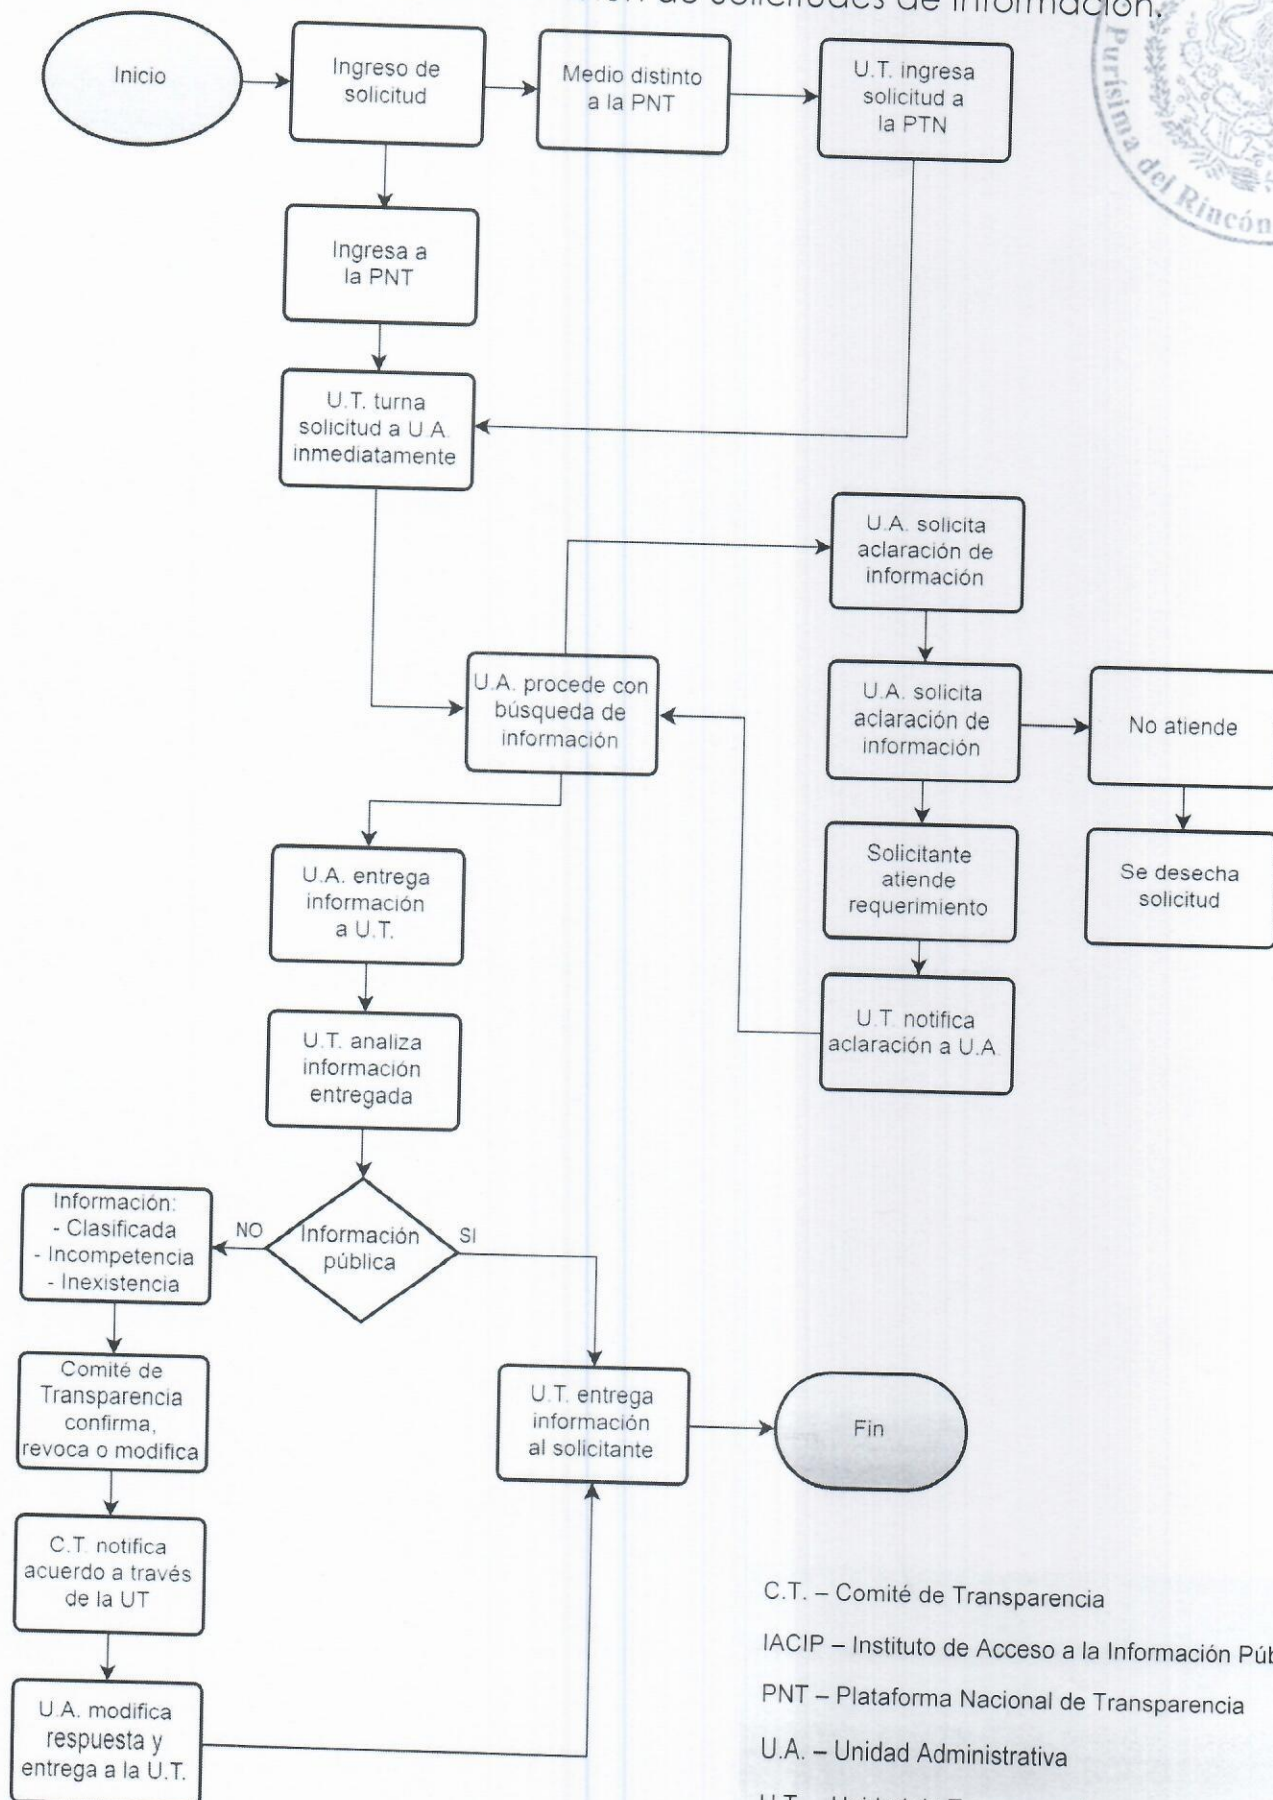 de solicitudes de información.
Purísima del Rincón
Inicio
Ingreso de
solicitud
Medio distinto
a la PNT
U.T. ingresa
solicitud a
la PTN
Ingresa a
la PNT
U.T. turna
solicitud a U.A.
inmediatamente
U.A. solicita
aclaración de
información
U.A. procede con
búsqueda de
información
U.A. solicita
aclaración de
información
No atiende
Solicitante
atiende
requerimiento
Se desecha
solicitud
U.A. entrega
información
a U.T.
U.T. notifica
aclaración a U.A.
U.T. analiza
información
entregada
Información:
- Clasificada
- Incompetencia
- Inexistencia
NO
Información
pública
SI
Comité de
Transparencia
confirma,
revoca o modifica
U.T. entrega
información
al solicitante
Fin
C.T. notifica
acuerdo a través
de la UT
U.A. modifica
respuesta y
entrega a la U.T.
C.T. – Comité de Transparencia
IACIP – Instituto de Acceso a la Información
PNT – Plataforma Nacional de Transparencia
U.A. – Unidad Administrativa